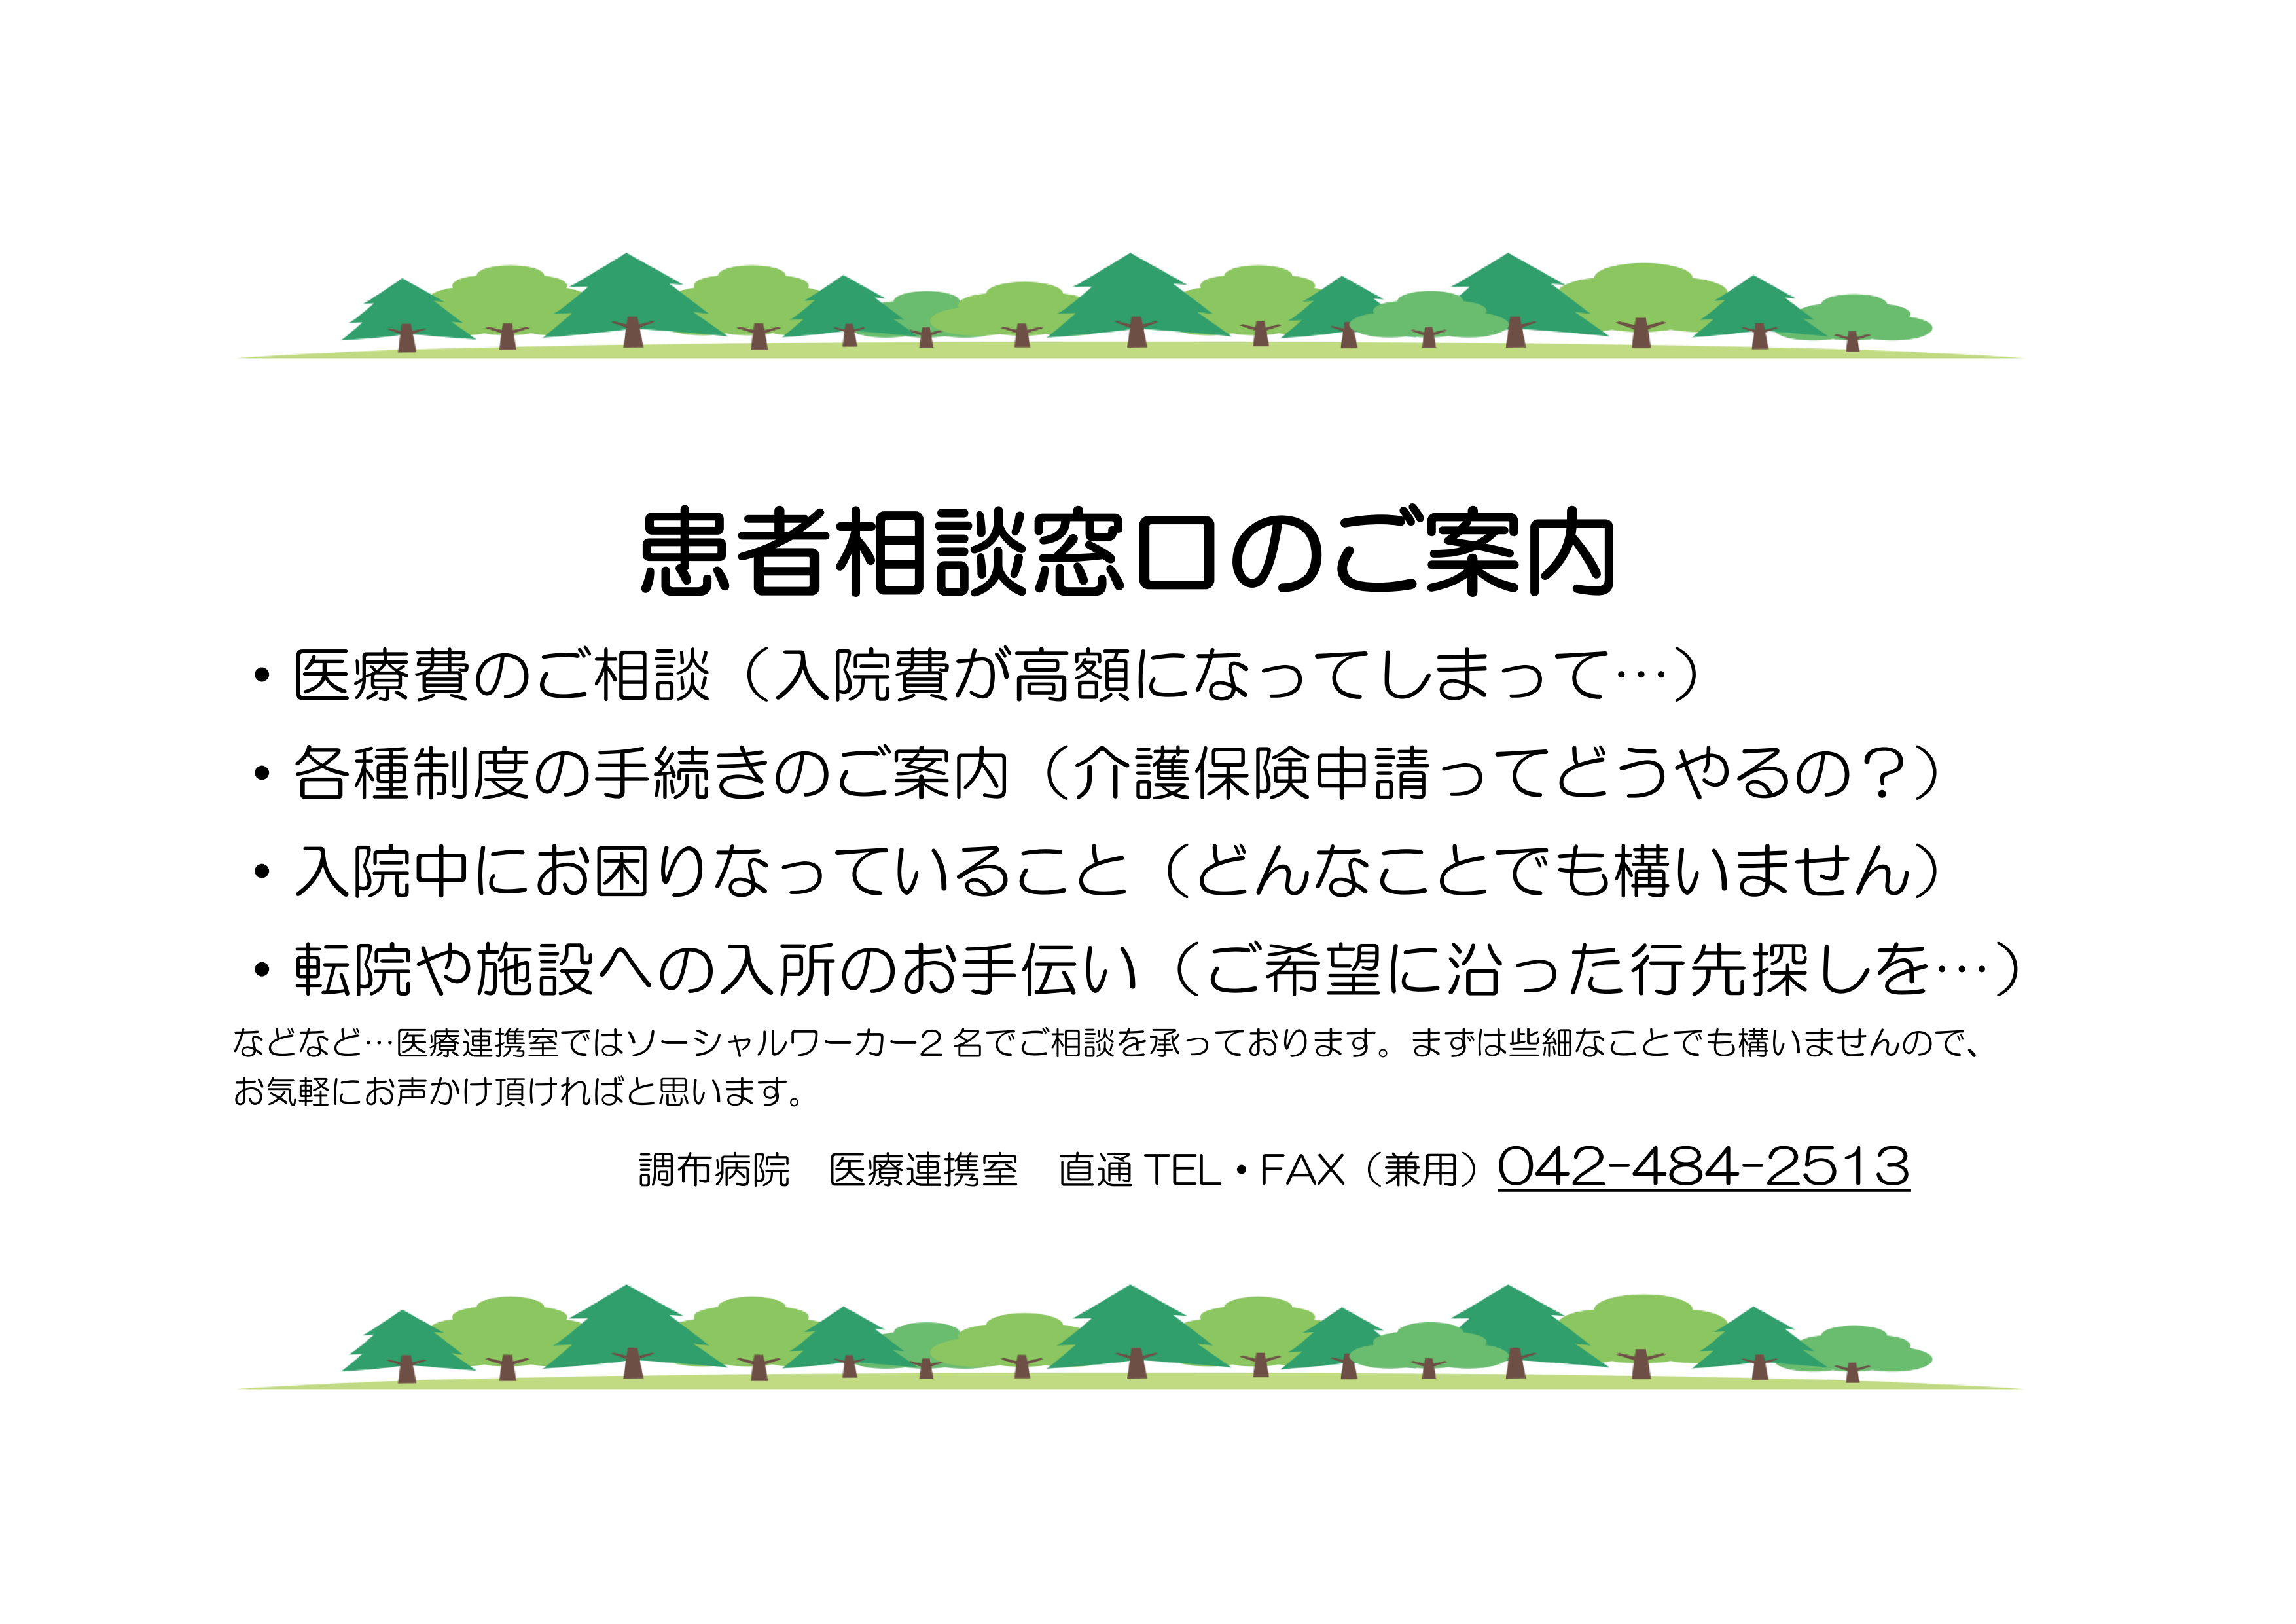 患者相談窓口のご案内
・医療費のご相談（入院費が高額になってしまって…）
・各種制度の手続きのご案内（介護保険申請ってどうやるの？）
・入院中にお困りなっていること（どんなことでも構いません）
・転院や施設への入所のお手伝い（ご希望に沿った行先探しを…）
などなど…医療連携室ではソーシャルワーカー2 名でご相談を承っております。まずは些細なことでも構いませんので、
お気軽にお声かけ頂ければと思います。
調布病院　医療連携室　直通 TEL・FAX（兼用）042-484-2513